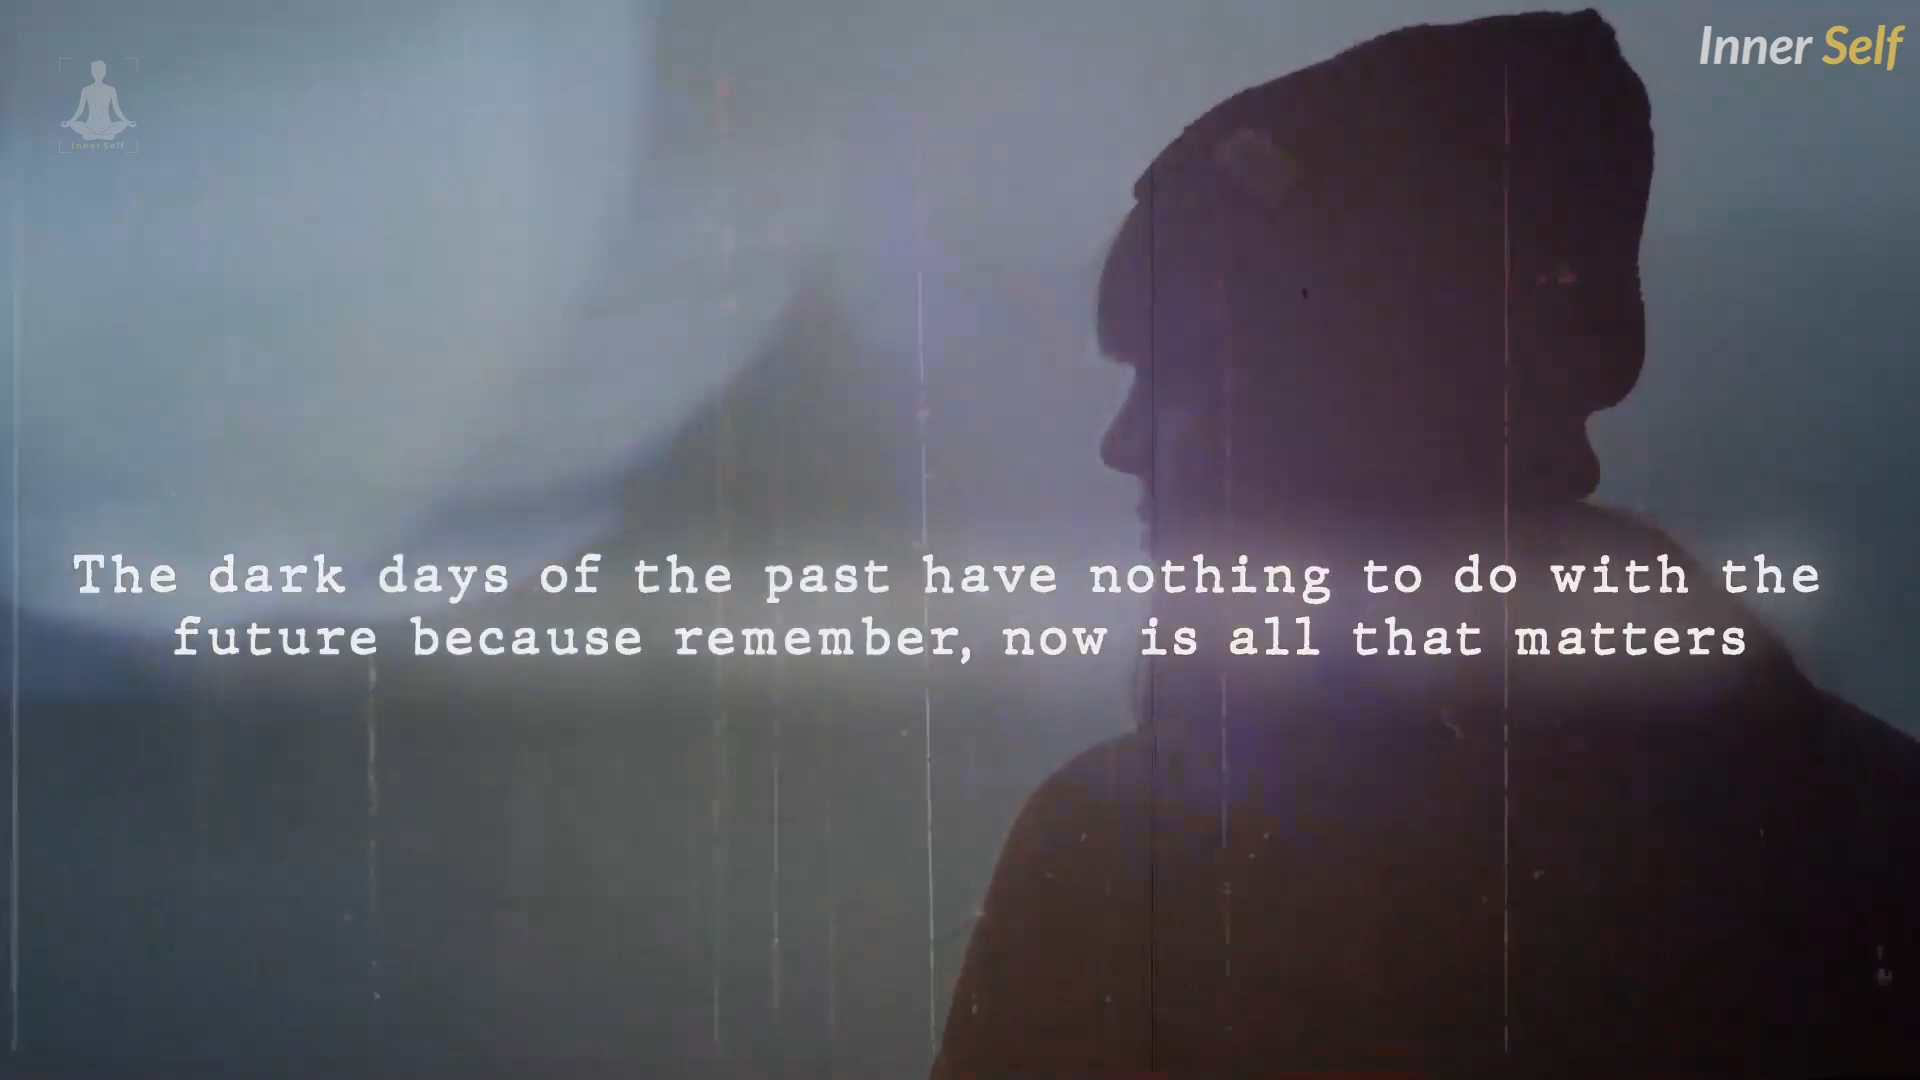 Inner Self
InnerSelf
The dark days of the past have nothing to do with the
future because remember, now is all that matters